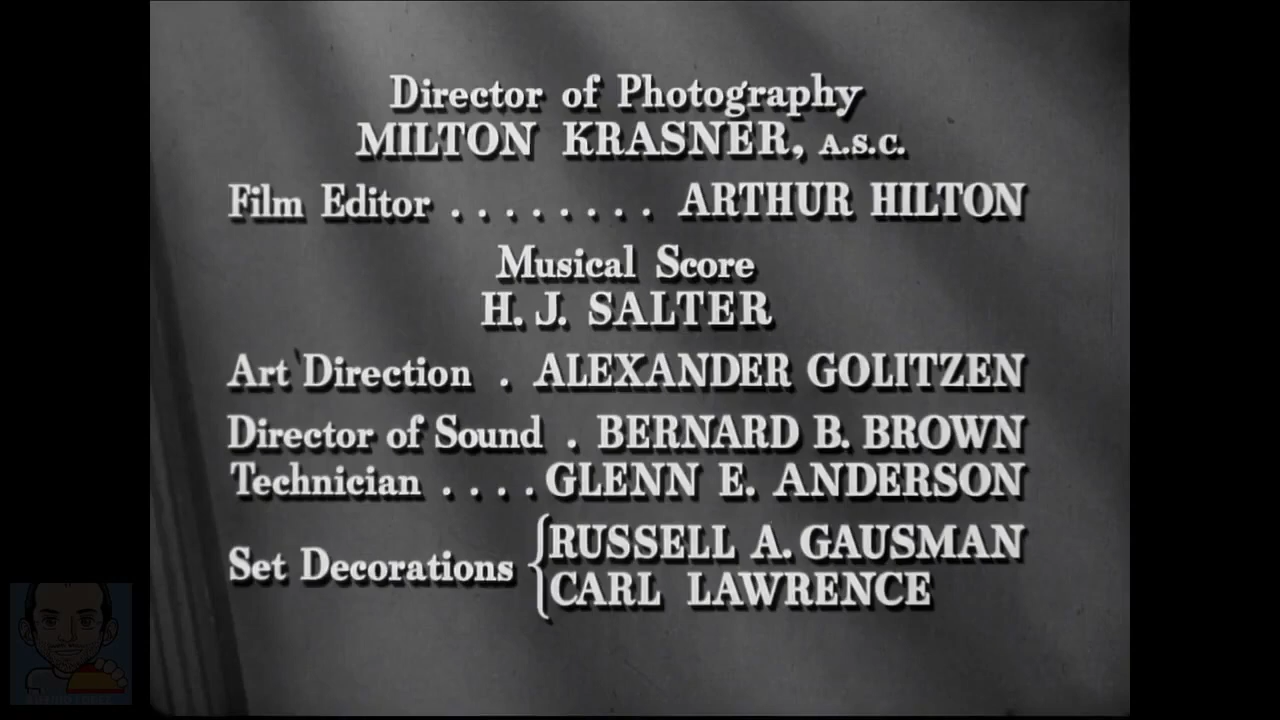 Director of Photography
MILTON KRASNER, A.S.C.
Film Editor . . . . . . . . ARTHUR HILTON
Musical Score
H. J. SALTER
Art Direction . ALEXANDER GOLITZEN
Director of Sound . BERNARD B. BROWN
Technician . . . . GLENN E. ANDERSON
Set Decorations { RUSSELL A. GAUSMAN
CARL LAWRENCE